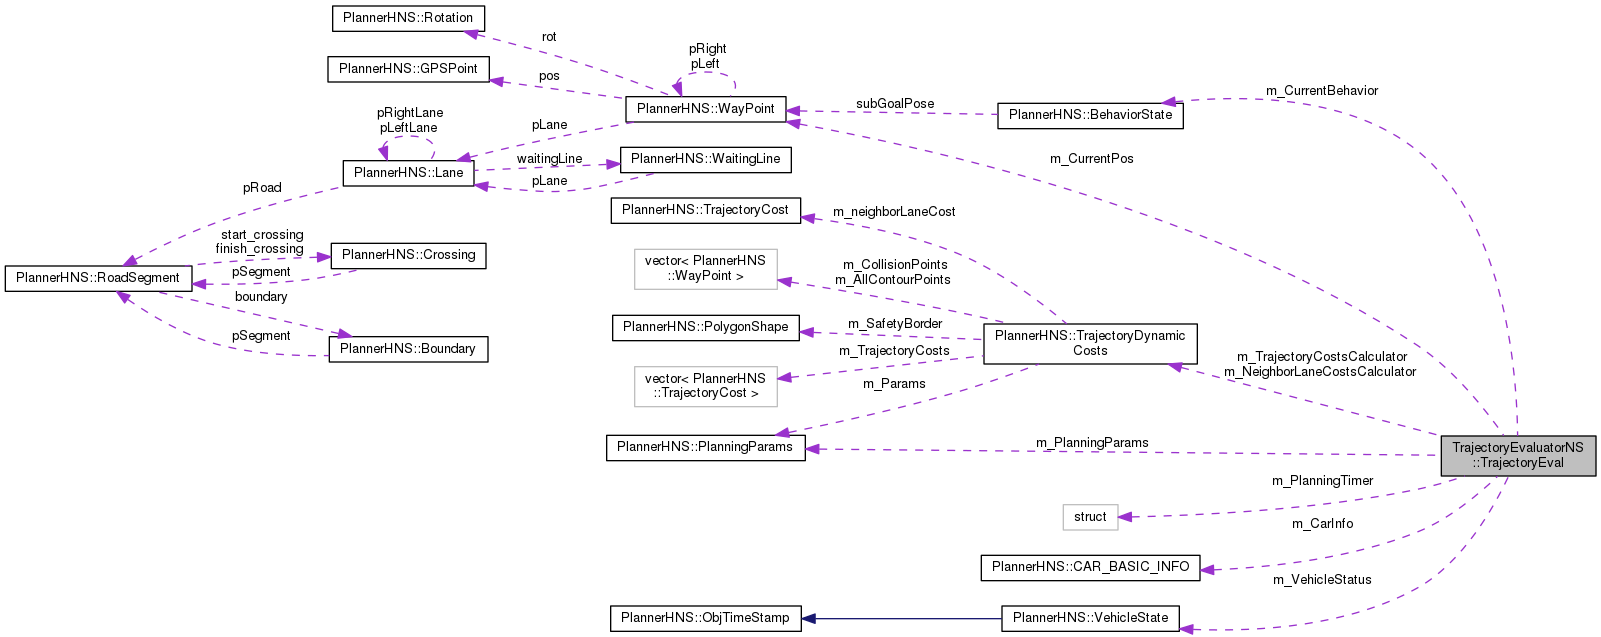 PlannerHNS::Rotation
rot
pRight
pLeft
PlannerHNS::GPSPoint
pos
PlannerHNS::WayPoint
subGoalPose
PlannerHNS::BehaviorState
m_CurrentBehavior
pRightLane
pLeftLane
pLane
waitingLine
PlannerHNS::WaitingLine
m_CurrentPos
PlannerHNS::Lane
pLane
pRoad
PlannerHNS::TrajectoryCost
m_neighborLaneCost
start_crossing
finish_crossing
PlannerHNS::Crossing
vector< PlannerHNS
::WayPoint >
m_CollisionPoints
m_AllContourPoints
PlannerHNS::RoadSegment
pSegment
boundary
PlannerHNS::PolygonShape
m_SafetyBorder
PlannerHNS::TrajectoryDynamic
Costs
pSegment
PlannerHNS::Boundary
m_TrajectoryCosts
m_TrajectoryCostsCalculator
m_NeighborLaneCostsCalculator
vector< PlannerHNS
::TrajectoryCost >
m_Params
PlannerHNS::PlanningParams
m_PlanningParams
TrajectoryEvaluatorNS
::TrajectoryEval
m_PlanningTimer
struct
m_CarInfo
PlannerHNS::CAR_BASIC_INFO
m_VehicleStatus
PlannerHNS::ObjTimeStamp
PlannerHNS::VehicleState